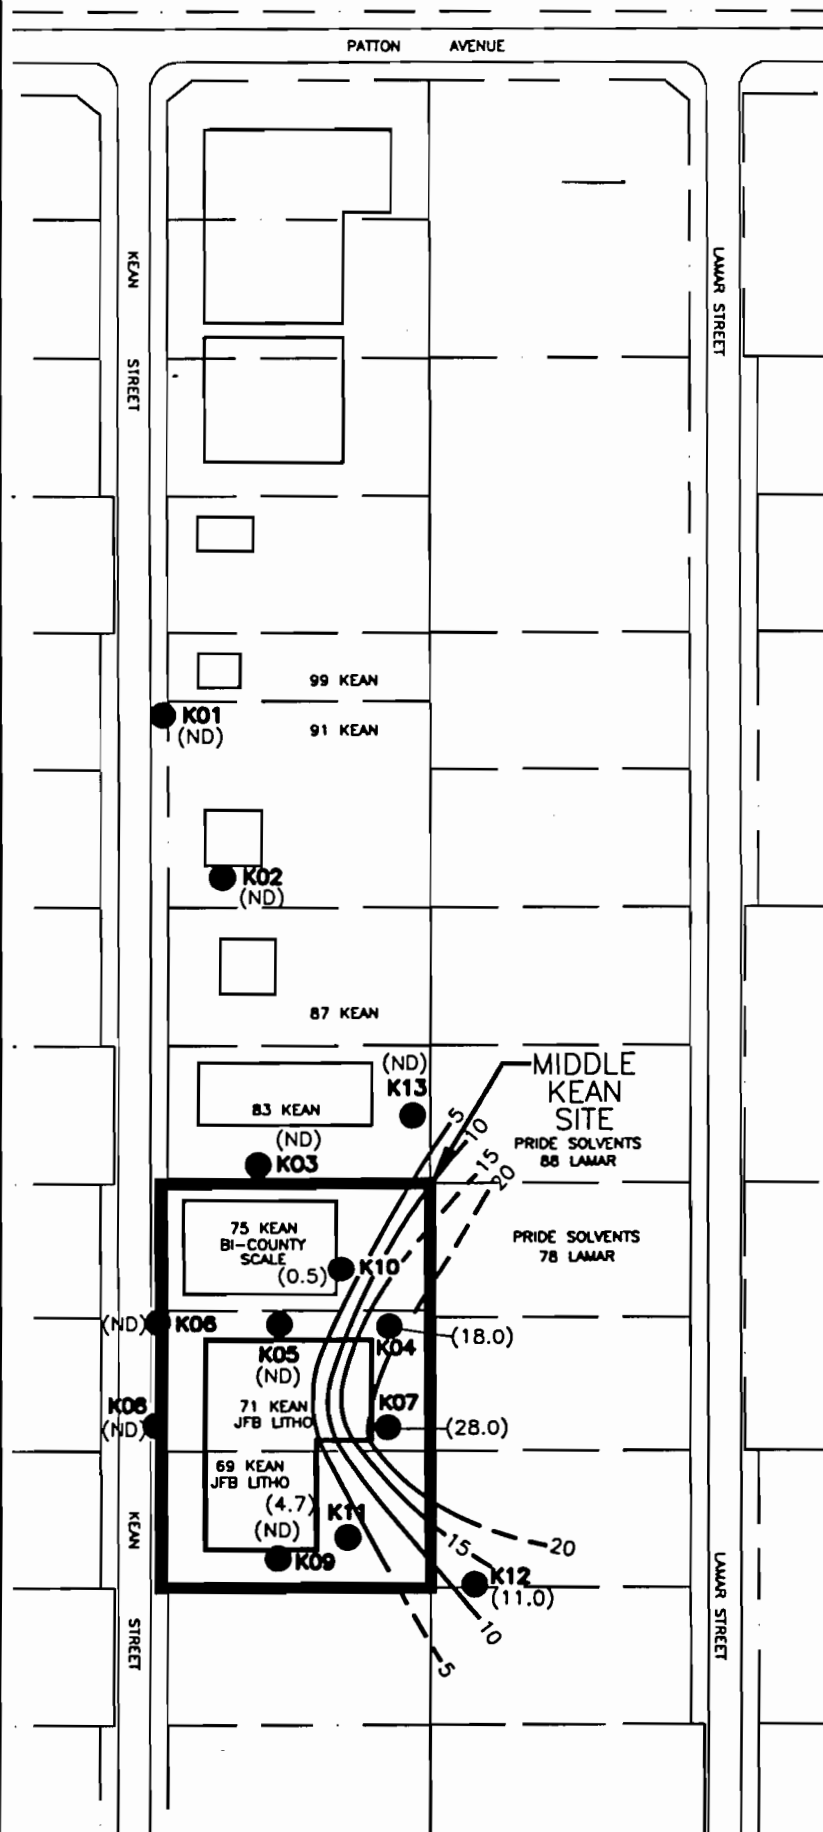 PATTON AVENUE
KEAN
STREET
LAMAR STREET
99 KEAN
K01
(ND)
91 KEAN
K02
(ND)
87 KEAN
(ND)
K13
MIDDLE
KEAN
SITE
83 KEAN
5
10
15
20
PRIDE SOLVENTS
88 LAMAR
(ND)
K03
75 KEAN
BI-COUNTY
SCALE
(0.5)
K10
PRIDE SOLVENTS
78 LAMAR
(ND)
K06
K05
(ND)
K04
(18.0)
K08
(ND)
71 KEAN
JFB LITHO
K07
(28.0)
69 KEAN
JFB LITHO
(4.7)
K11
(ND)
K09
15
20
K12
(11.0)
10
5
KEAN
STREET
LAMAR STREET